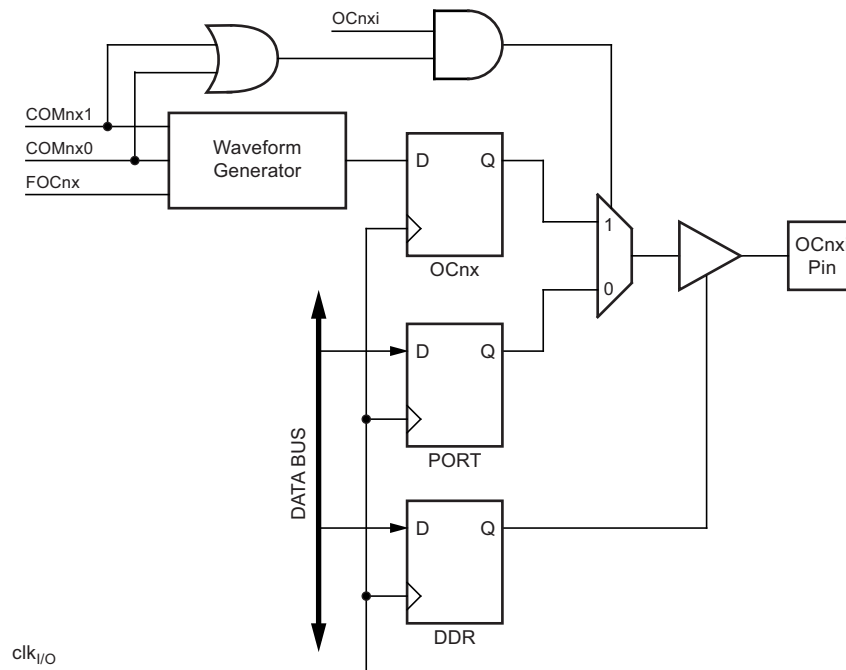 OCnxi
COMnx1
COMnx0
FOCnx
Waveform
Generator
D Q
OCnx
1
0
OCnx
Pin
D Q
PORT
DATA BUS
D Q
DDR
clkI/O